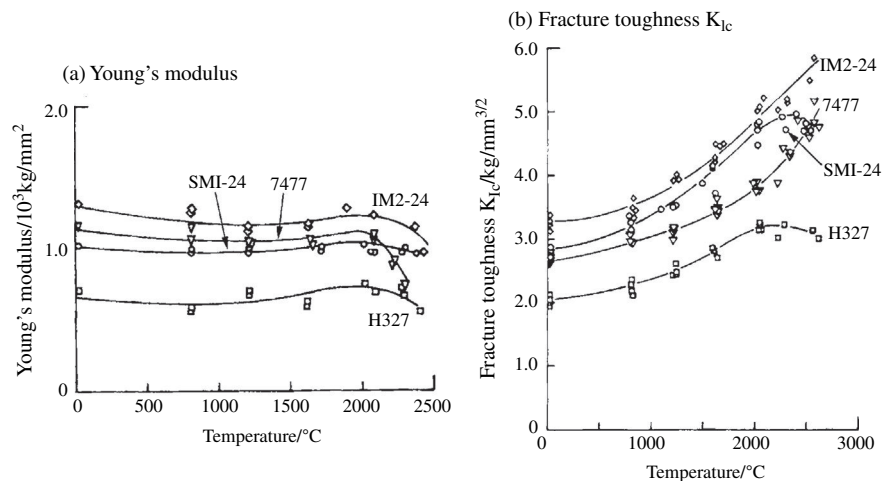 (a) Young's modulus
2.0
1.0
0
0 500 1000 1500 2000 2500
Young's modulus/10³kg/mm²
Temperature/°C
SMI-24
7477
IM2-24
H327
(b) Fracture toughness K_Ic
6.0
5.0
4.0
3.0
2.0
1.0
0
0 1000 2000 3000
Fracture toughness K_Ic/kg/mm^3/2
Temperature/°C
IM2-24
7477
SMI-24
H327